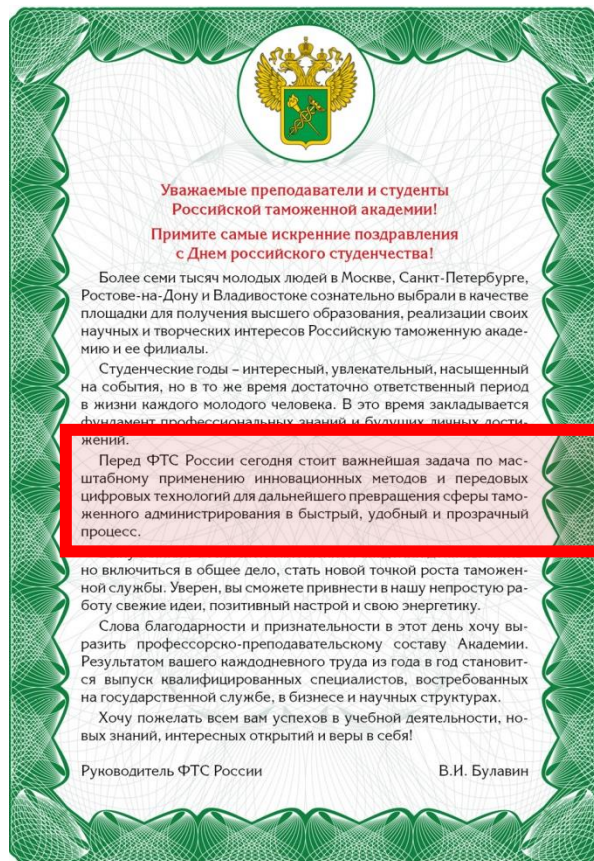 Уважаемые преподаватели и студенты
Российской таможенной академии!
Примите самые искренние поздравления
с Днем российского студенчества!
Более семи тысяч молодых людей в Москве, Санкт-Петербурге,
Ростове-на-Дону и Владивостоке сознательно выбрали в качестве
площадки для получения высшего образования, реализации своих
научных и творческих интересов Российскую таможенную акаде-
мию и ее филиалы.
Студенческие годы – интересный, увлекательный, насыщенный
на события, но в то же время достаточно ответственный период
в жизни каждого молодого человека. В это время закладывается
фундамент профессиональных знаний и будущих личных дости-
жений.
Перед ФТС России сегодня стоит важнейшая задача по мас-
штабному применению инновационных методов и передовых
цифровых технологий для дальнейшего превращения сферы тамо-
женного администрирования в быстрый, удобный и прозрачный
процесс.
но включиться в общее дело, стать новой точкой роста таможен-
ной службы. Уверен, вы сможете привнести в нашу непростую ра-
боту свежие идеи, позитивный настрой и свою энергетику.
Слова благодарности и признательности в этот день хочу вы-
разить профессорско-преподавательскому составу Академии.
Результатом вашего каждодневного труда из года в год становит-
ся выпуск квалифицированных специалистов, востребованных
на государственной службе, в бизнесе и научных структурах.
Хочу пожелать всем вам успехов в учебной деятельности, но-
вых знаний, интересных открытий и веры в себя!
Руководитель ФТС России В.И. Булавин